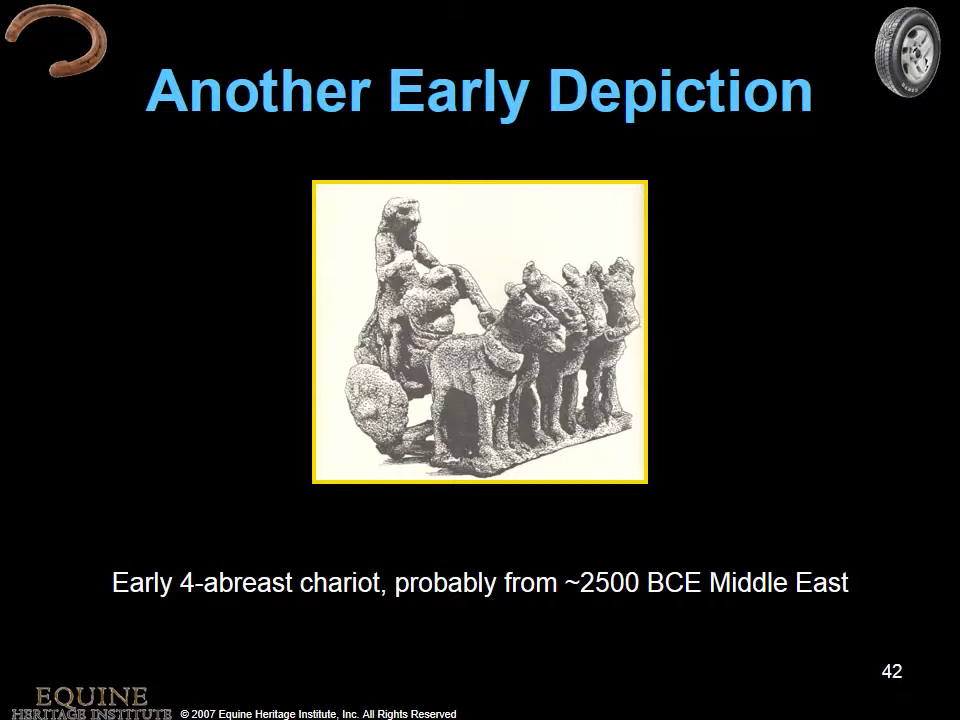 Another Early Depiction
Early 4-abreast chariot, probably from ~2500 BCE Middle East
42
EQUINE
HERITAGE INSTITUTE
© 2007 Equine Heritage Institute, Inc. All Rights Reserved